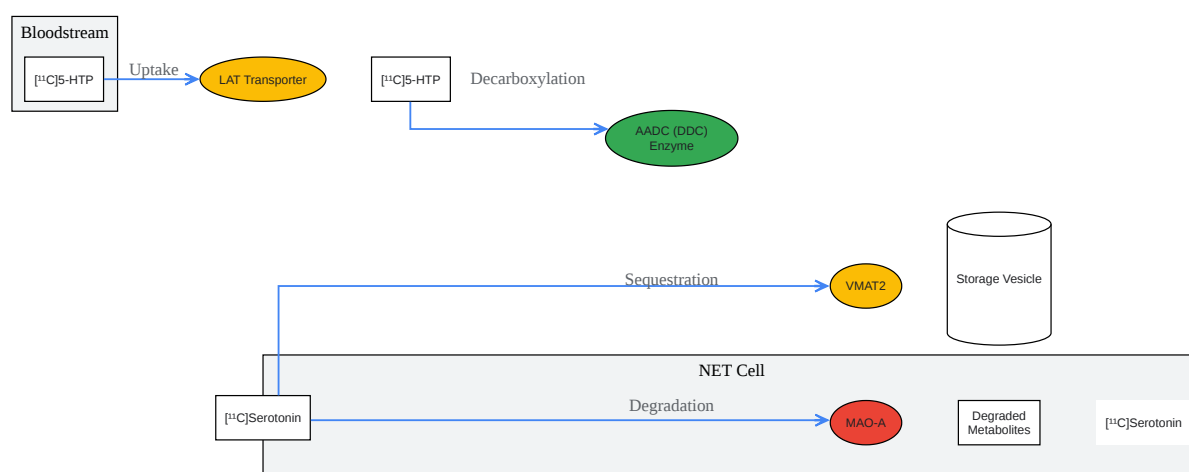 Bloodstream
[¹¹C]5-HTP
Uptake
LAT Transporter
[¹¹C]5-HTP
Decarboxylation
AADC (DDC)
Enzyme
Sequestration
VMAT2
Storage Vesicle
NET Cell
[¹¹C]Serotonin
Degradation
MAO-A
Degraded
Metabolites
[¹¹C]Serotonin